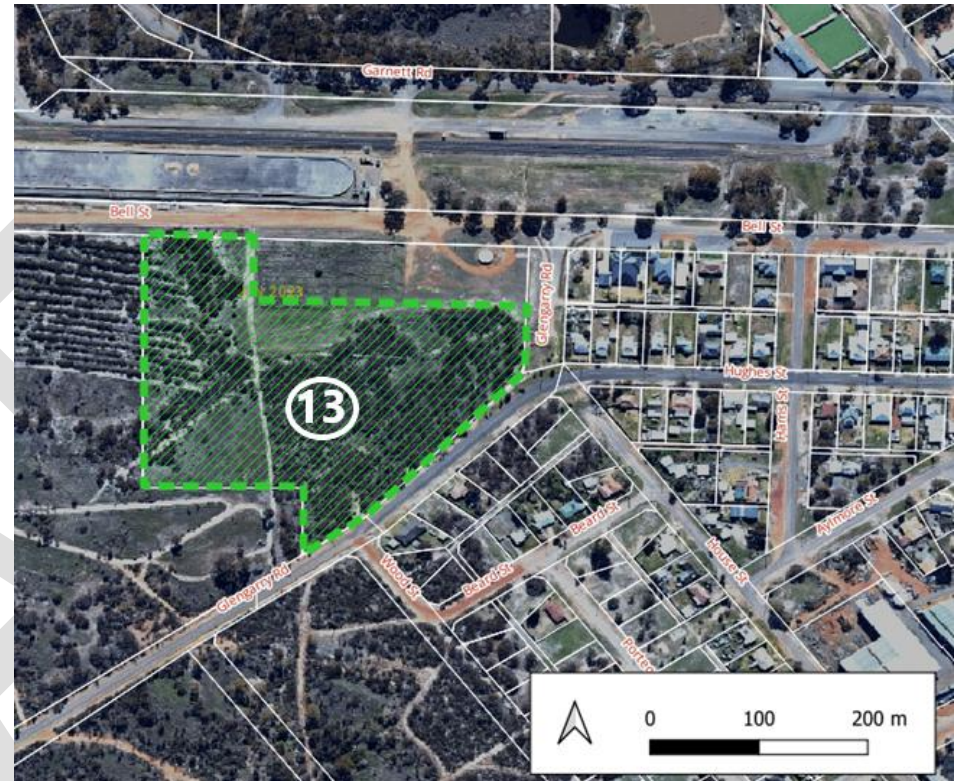 Garnett Rd
Bell St
Bell St
2023
Glengarry Rd
Hughes St
13
Harris St
Aylmore St
Beard St
House St
Wood St
Beard St
Glengarry Rd
0 100 200 m